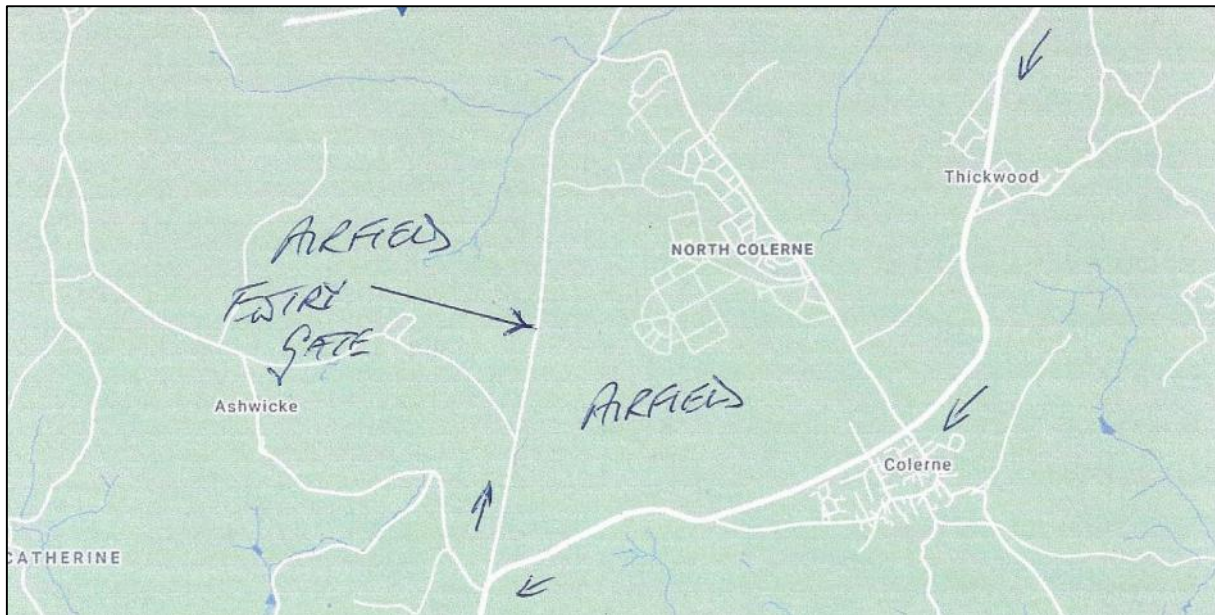 Thickwood
AIRFIELD
NORTH COLERNE
ENTRY
GATE
AIRFIELD
Ashwicke
Colerne
CATHERINE